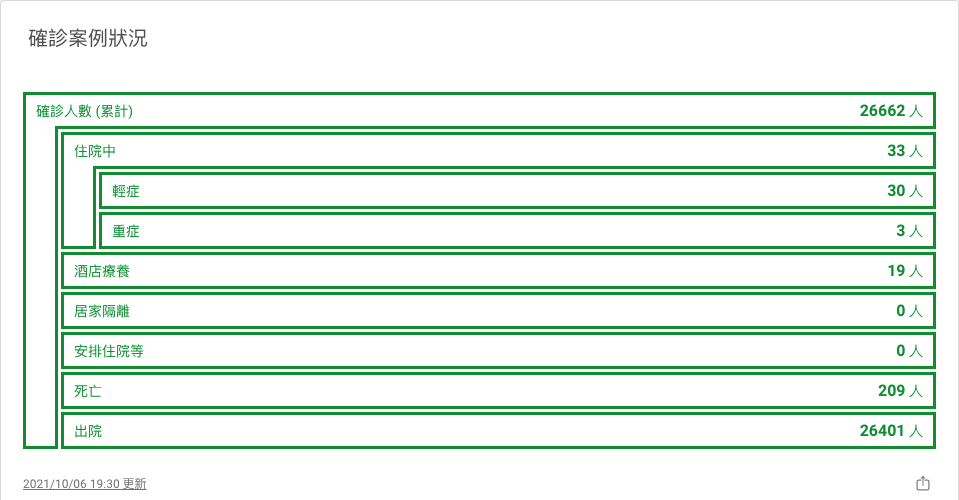 確診案例狀況
確診人數 (累計) 26662 人
住院中 33 人
輕症 30 人
重症 3 人
酒店療養 19 人
居家隔離 0 人
安排住院等 0 人
死亡 209 人
出院 26401 人
2021/10/06 19:30 更新